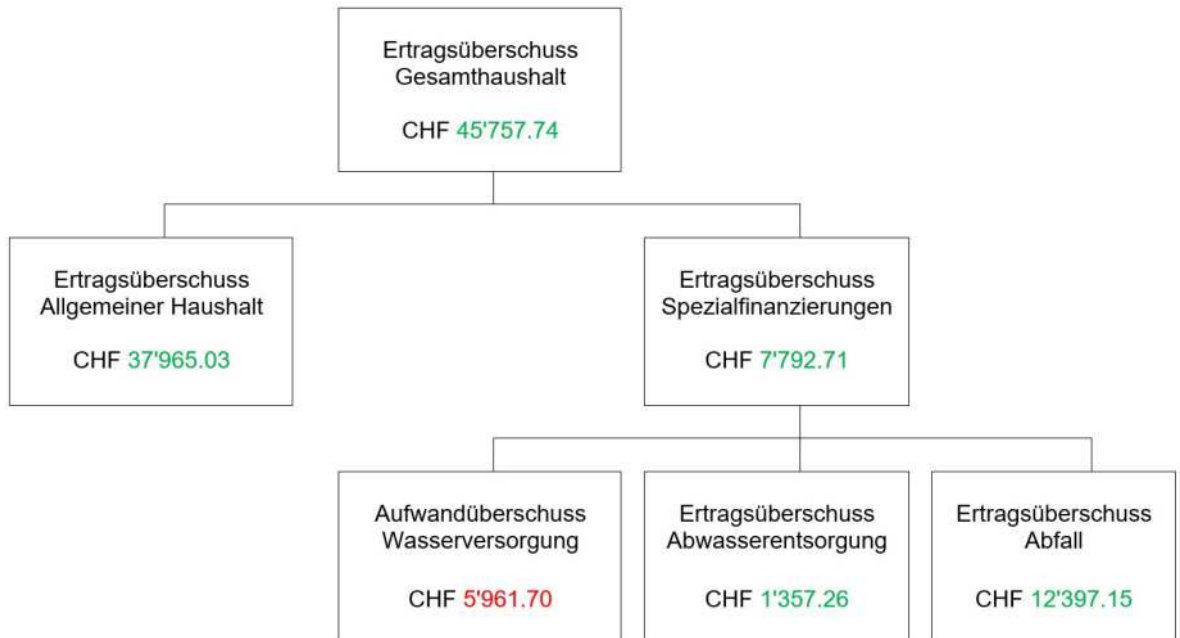 Ertragsüberschuss
Gesamthaushalt
CHF 45'757.74
Ertragsüberschuss
Allgemeiner Haushalt
CHF 37'965.03
Ertragsüberschuss
Spezialfinanzierungen
CHF 7'792.71
Aufwandüberschuss
Wasserversorgung
CHF 5'961.70
Ertragsüberschuss
Abwasserentsorgung
CHF 1'357.26
Ertragsüberschuss
Abfall
CHF 12'397.15